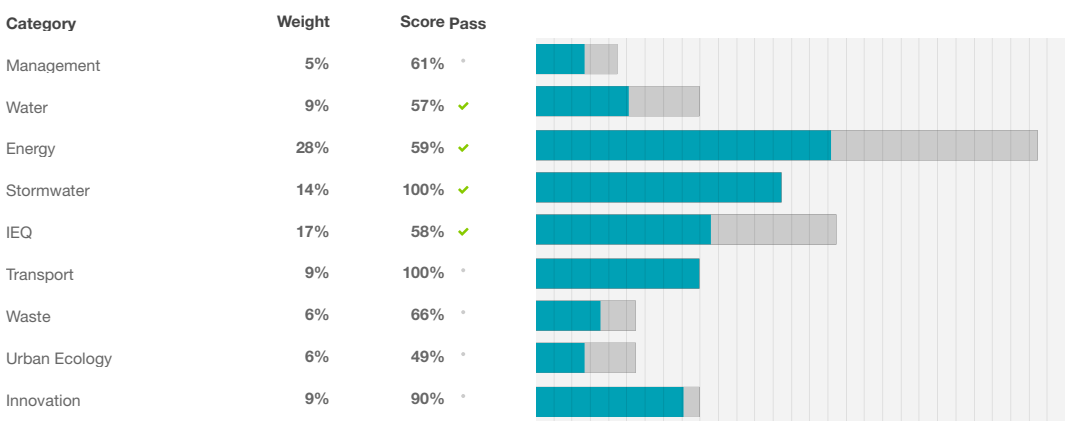 Category Weight Score Pass
Management 5% 61%
Water 9% 57%
Energy 28% 59%
Stormwater 14% 100%
IEQ 17% 58%
Transport 9% 100%
Waste 6% 66%
Urban Ecology 6% 49%
Innovation 9% 90%